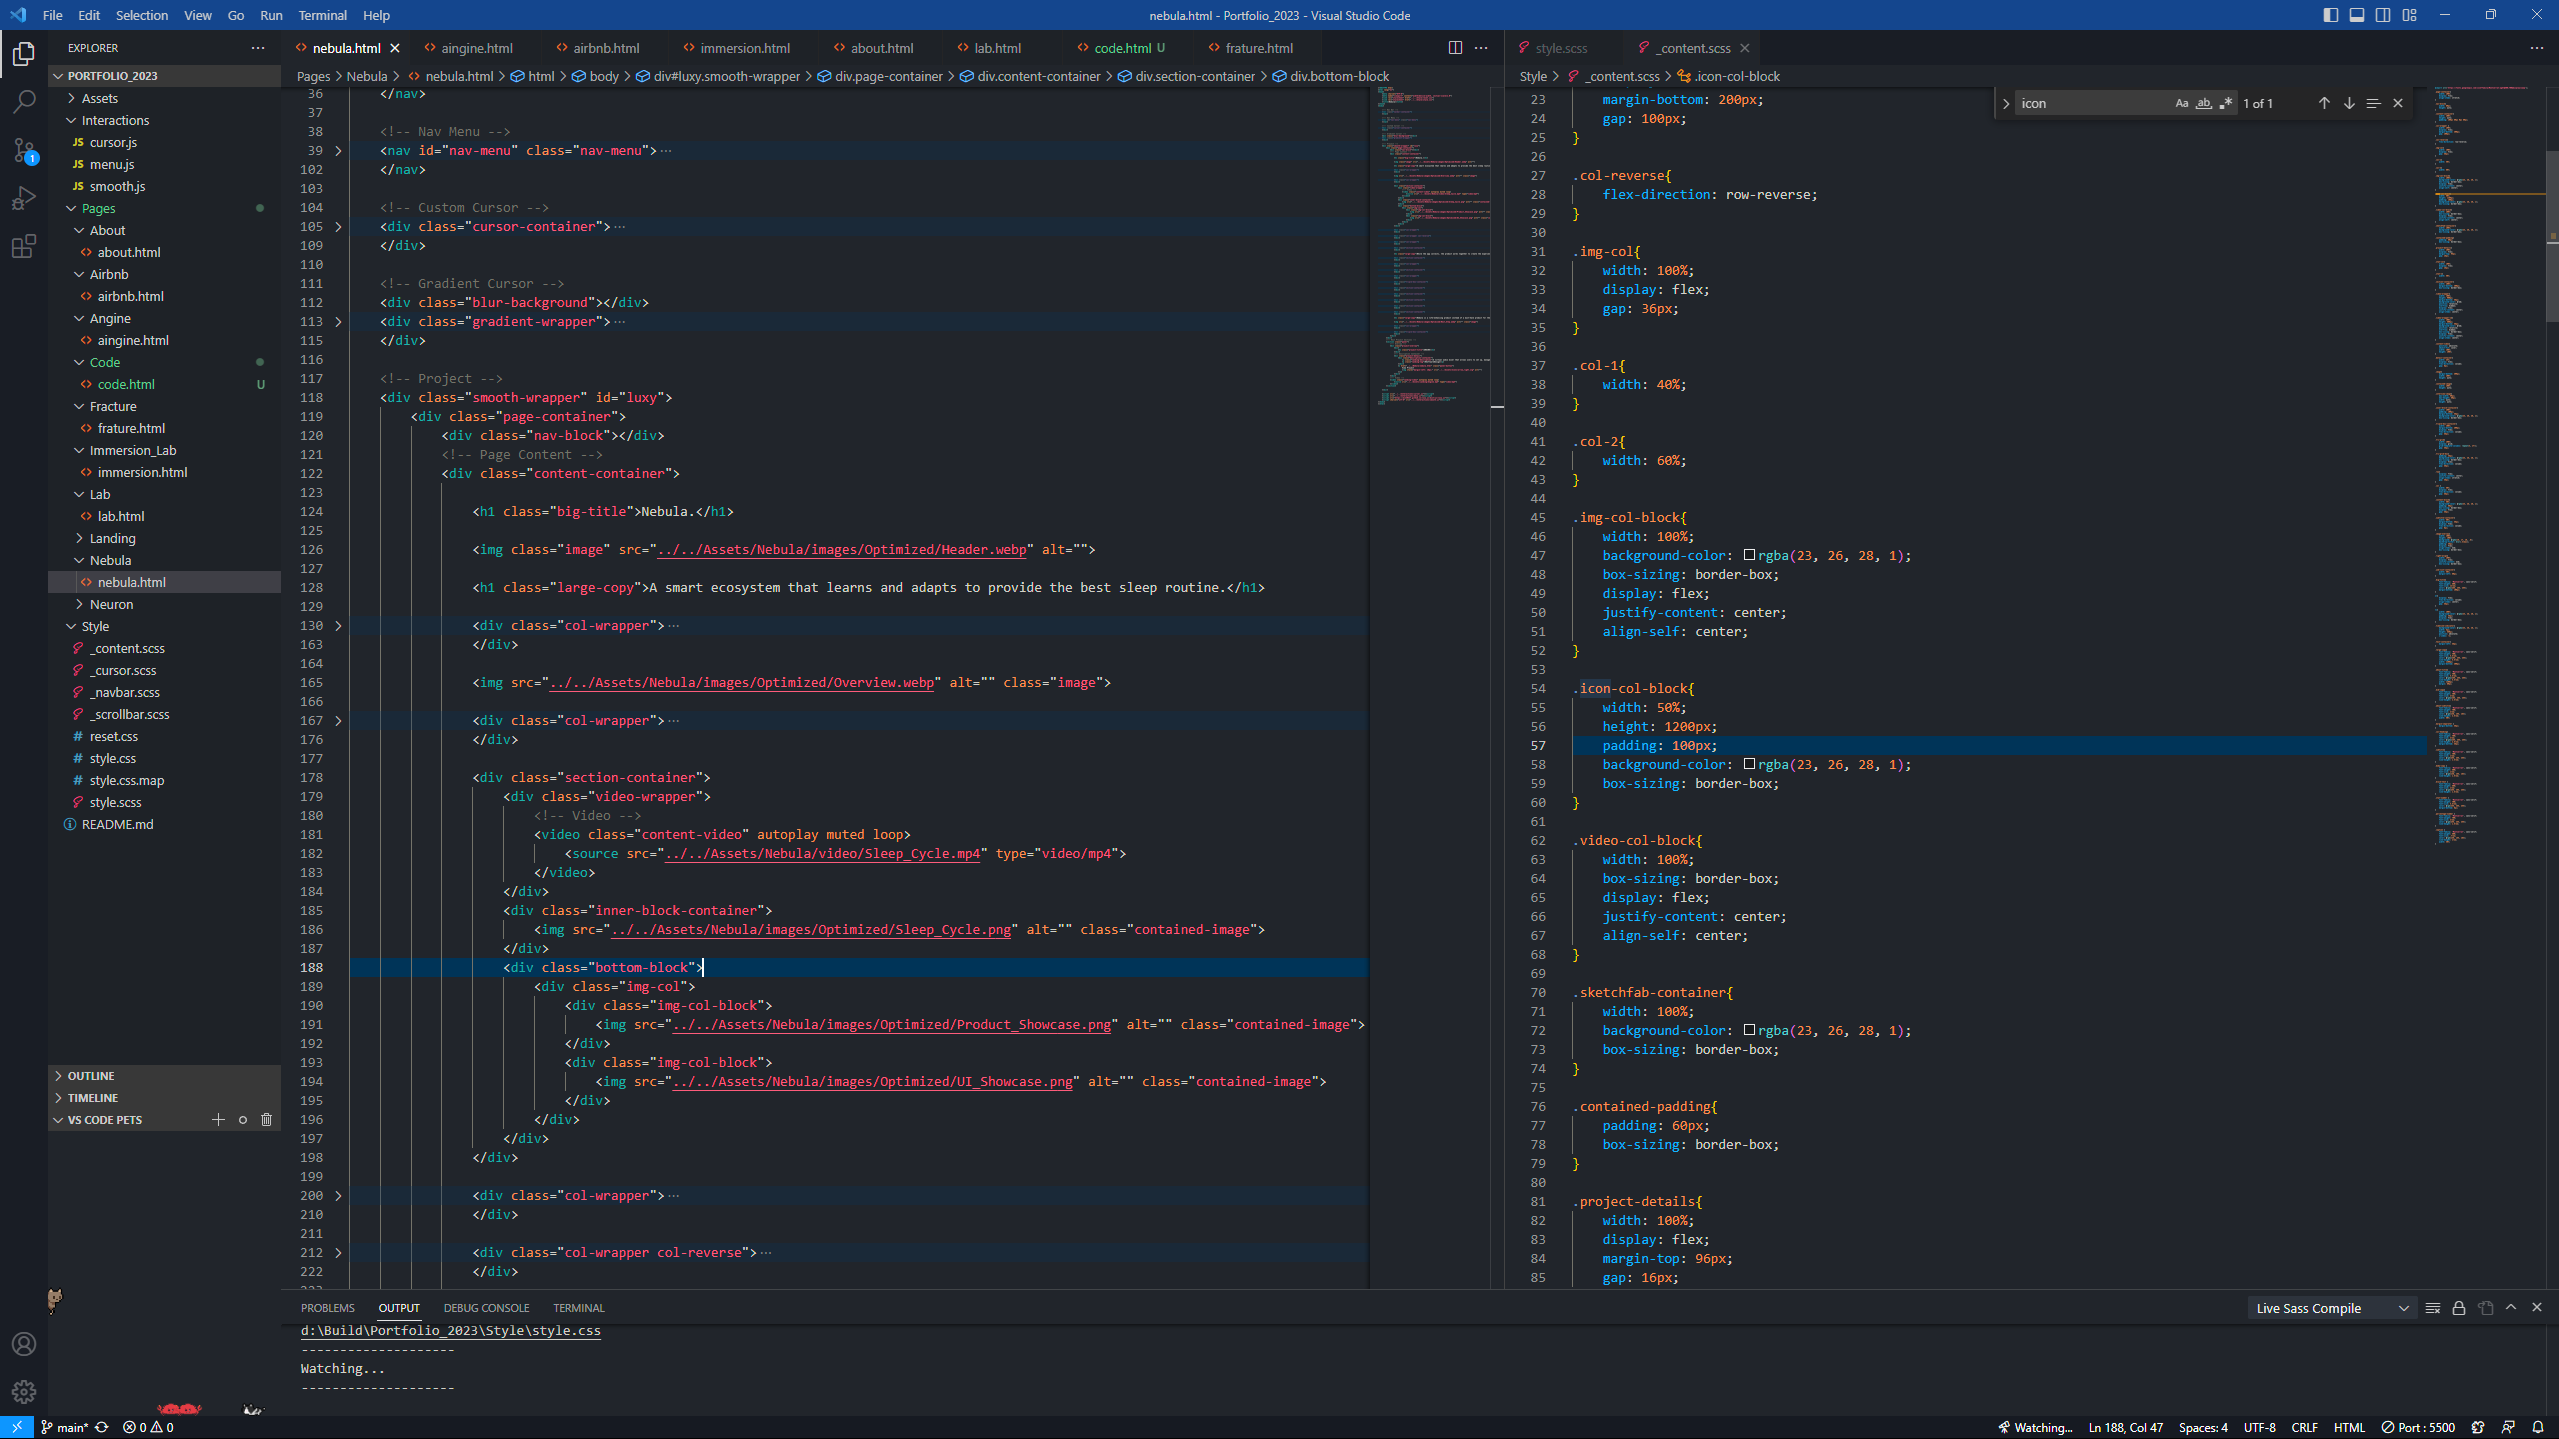 File Edit Selection View Go Run Terminal Help
nebula.html - Portfolio_2023 - Visual Studio Code
EXPLORER
PORTFOLIO_2023
Assets
Interactions
JS cursor.js
JS menu.js
JS smooth.js
Pages
About
about.html
Airbnb
airbnb.html
Angine
aingine.html
Code
code.html U
Fracture
frature.html
Immersion_Lab
immersion.html
Lab
lab.html
Landing
Nebula
nebula.html
Neuron
Style
_content.scss
_cursor.scss
_navbar.scss
_scrollbar.scss
reset.css
# style.css
# style.css.map
style.scss
README.md
OUTLINE
TIMELINE
VS CODE PETS
nebula.html aingine.html airbnb.html immersion.html about.html lab.html code.html U frature.html
Pages > Nebula > nebula.html > html > body > div#luxy.smooth-wrapper > div.page-container > div.content-container > div.section-container > div.bottom-block
36 </nav>
37
38 <!-- Nav Menu -->
39 <nav id="nav-menu" class="nav-menu"> ...
102 </nav>
103
104 <!-- Custom Cursor -->
105 <div class="cursor-container"> ...
109 </div>
110
111 <!-- Gradient Cursor -->
112 <div class="blur-background"></div>
113 <div class="gradient-wrapper"> ...
115 </div>
116
117 <!-- Project -->
118 <div class="smooth-wrapper" id="luxy">
119 <div class="page-container">
120 <div class="nav-block"></div>
121 <!-- Page Content -->
122 <div class="content-container">
123
124 <h1 class="big-title">Nebula.</h1>
125
126 <img class="image" src="../../Assets/Nebula/images/Optimized/Header.webp" alt="">
127
128 <h1 class="large-copy">A smart ecosystem that learns and adapts to provide the best sleep routine.</h1>
129
130 <div class="col-wrapper"> ...
163 </div>
164
165 <img src="../../Assets/Nebula/images/Optimized/Overview.webp" alt="" class="image">
166
167 <div class="col-wrapper"> ...
176 </div>
177
178 <div class="section-container">
179 <div class="video-wrapper">
180 <!-- Video -->
181 <video class="content-video" autoplay muted loop>
182 <source src="../../Assets/Nebula/video/Sleep_Cycle.mp4" type="video/mp4">
183 </video>
184 </div>
185 <div class="inner-block-container">
186 <img src="../../Assets/Nebula/images/Optimized/Sleep_Cycle.png" alt="" class="contained-image">
187 </div>
188 <div class="bottom-block">
189 <div class="img-col">
190 <div class="img-col-block">
191 <img src="../../Assets/Nebula/images/Optimized/Product_Showcase.png" alt="" class="contained-image">
192 </div>
193 <div class="img-col-block">
194 <img src="../../Assets/Nebula/images/Optimized/UI_Showcase.png" alt="" class="contained-image">
195 </div>
196 </div>
197 </div>
198 </div>
199
200 <div class="col-wrapper"> ...
210 </div>
211
212 <div class="col-wrapper col-reverse"> ...
222 </div>
style.scss _content.scss
Style > _content.scss > .icon-col-block
icon Aa ab 1 of 1
23 margin-bottom: 200px;
24 gap: 100px;
25 }
26
27 .col-reverse{
28 flex-direction: row-reverse;
29 }
30
31 .img-col{
32 width: 100%;
33 display: flex;
34 gap: 36px;
35 }
36
37 .col-1{
38 width: 40%;
39 }
40
41 .col-2{
42 width: 60%;
43 }
44
45 .img-col-block{
46 width: 100%;
47 background-color: rgba(23, 26, 28, 1);
48 box-sizing: border-box;
49 display: flex;
50 justify-content: center;
51 align-self: center;
52 }
53
54 .icon-col-block{
55 width: 50%;
56 height: 1200px;
57 padding: 100px;
58 background-color: rgba(23, 26, 28, 1);
59 box-sizing: border-box;
60 }
61
62 .video-col-block{
63 width: 100%;
64 box-sizing: border-box;
65 display: flex;
66 justify-content: center;
67 align-self: center;
68 }
69
70 .sketchfab-container{
71 width: 100%;
72 background-color: rgba(23, 26, 28, 1);
73 box-sizing: border-box;
74 }
75
76 .contained-padding{
77 padding: 60px;
78 box-sizing: border-box;
79 }
80
81 .project-details{
82 width: 100%;
83 display: flex;
84 margin-top: 96px;
85 gap: 16px;
PROBLEMS OUTPUT DEBUG CONSOLE TERMINAL
Live Sass Compile
d:\Build\Portfolio_2023\Style\style.css
--------------------
Watching...
--------------------
main* 0 0
Watching... Ln 188, Col 47 Spaces: 4 UTF-8 CRLF HTML Port : 5500